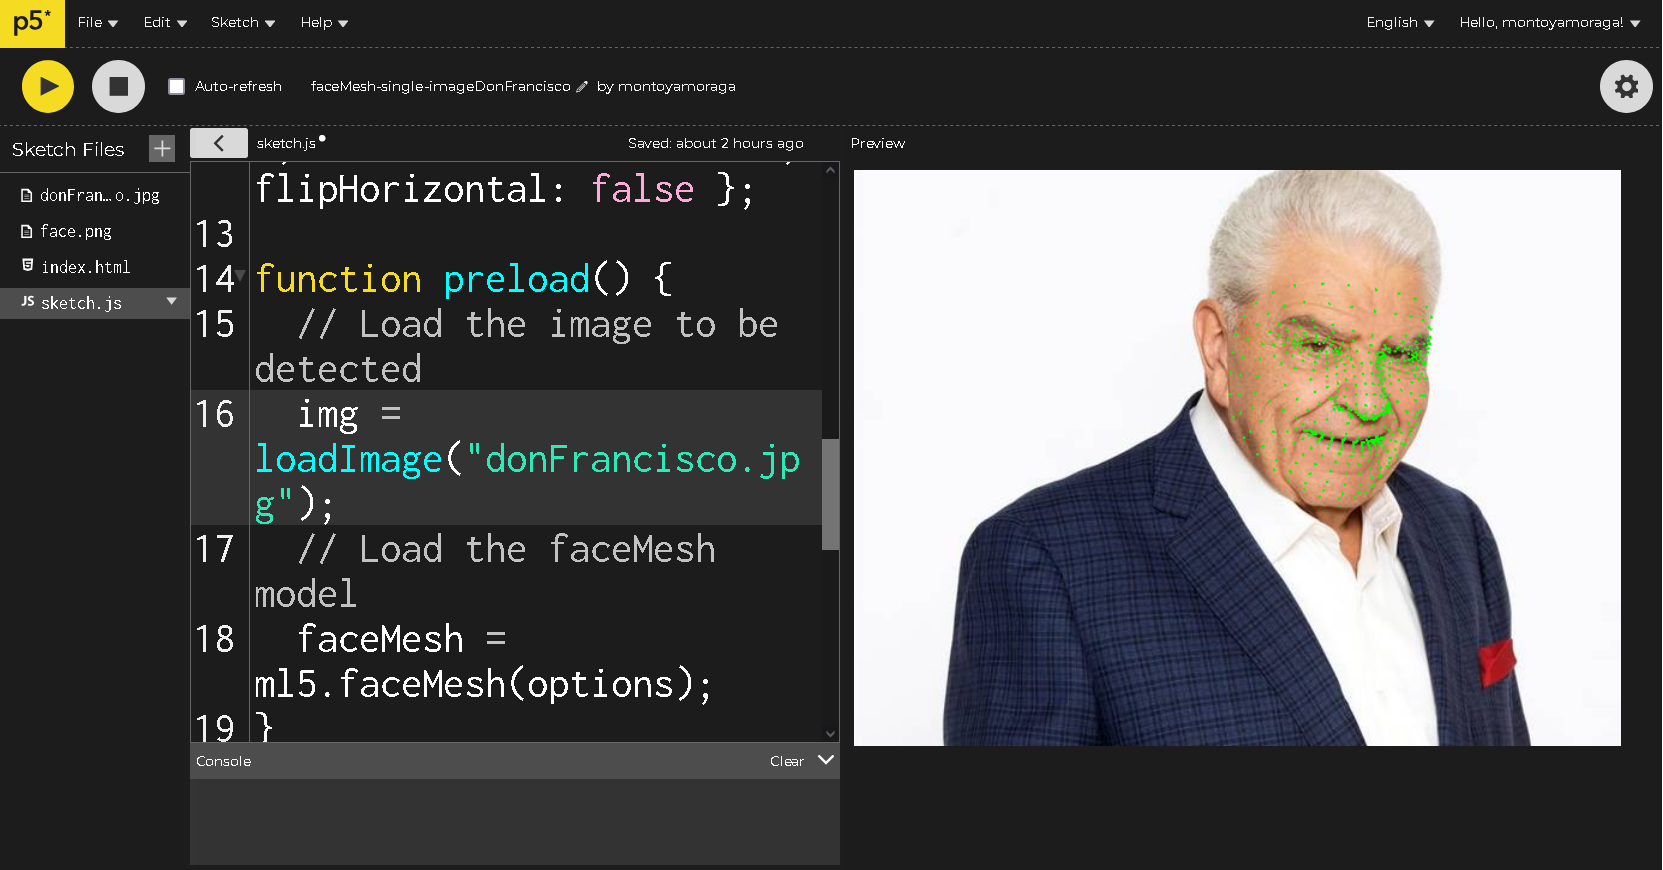 p5*
File
Edit
Sketch
Help
English
Hello, montoyamoraga!
Auto-refresh
faceMesh-single-imageDonFrancisco
by montoyamoraga
Sketch Files
+
donFran…o.jpg
face.png
index.html
JS sketch.js
sketch.js
Saved: about 2 hours ago
flipHorizontal: false };
13
14 function preload() {
15 // Load the image to be
detected
16 img =
loadImage("donFrancisco.jp
g");
17 // Load the faceMesh
model
18 faceMesh =
ml5.faceMesh(options);
19 }
Console
Clear
Preview